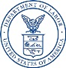 DEPARTMENT OF LABOR
UNITED STATES OF AMERICA